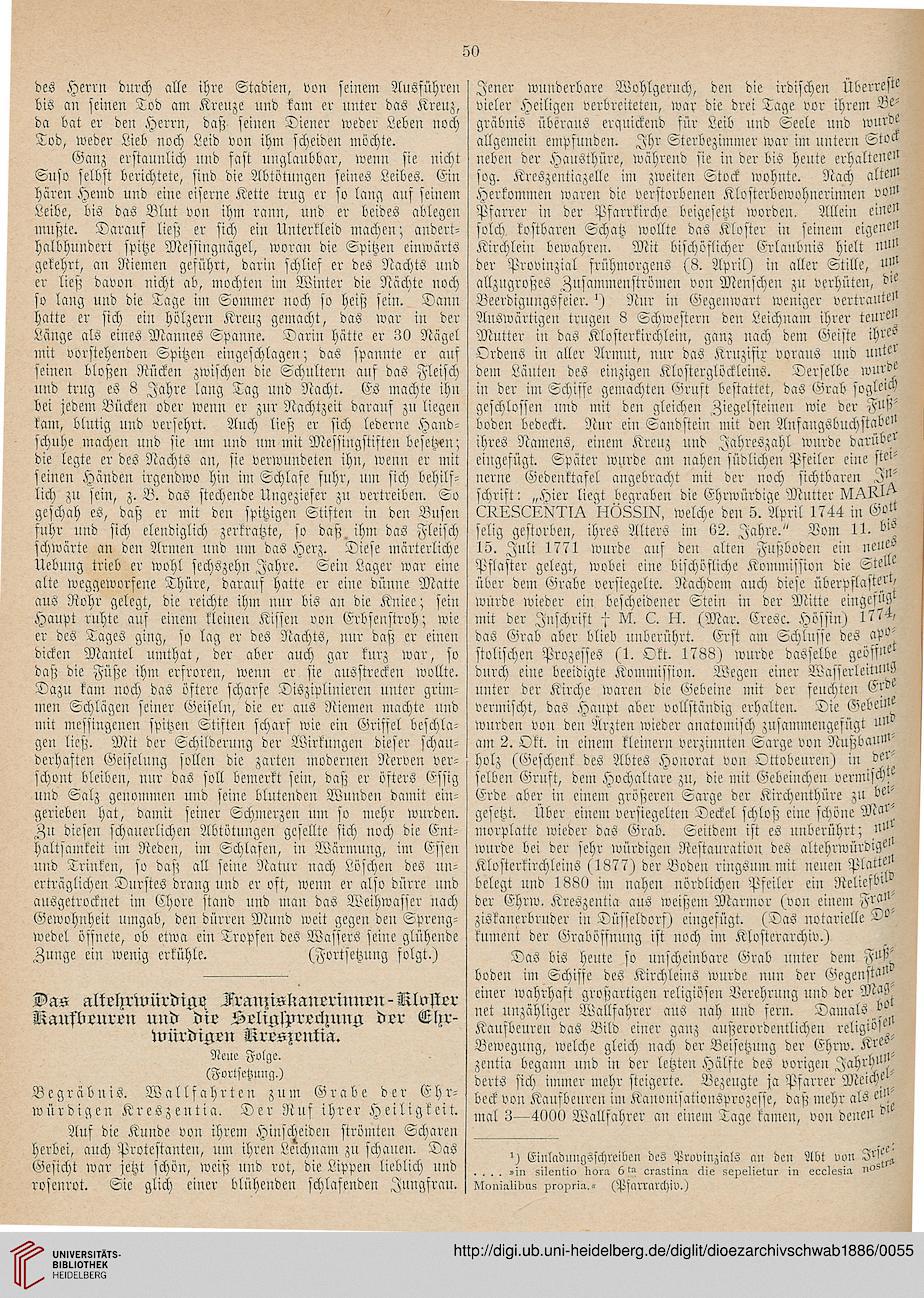 50
des Herrn durch alle ihre Stadien, von seinem Ausführen
bis an seinen Tod am Kreuze und kam er unter das Kreuz,
da bat er den Herrn, daß seinen Diener weder Leben noch
Tod, weder Lieb noch Leid von ihm scheiden möchte.
Ganz erstaunlich und fast unglaubbar, wenn sie nicht
Suso selbst berichtete, sind die Abtötungen seines Leibes. Ein
hären Hemd und eine eiserne Kette trug er so lang auf seinem
Leibe, bis das Blut von ihm rann, und er beides ablegen
mußte. Darauf ließ er sich ein Unterkleid machen; andert-
halbhundert spitze Messingnägel, woran die Spitzen einwärts
gekehrt, an Riemen geführt, darin schlief er des Nachts und
er ließ davon nicht ab, mochten im Winter die Nächte noch
so lang und die Tage im Sommer noch so heiß sein. Dann
hatte er sich ein hölzern Kreuz gemacht, das war in der
Länge als eines Mannes Spanne. Darin hätte er 30 Nägel
mit vorstehenden Spitzen eingeschlagen; das spannte er auf
seinen bloßen Rücken zwischen die Schultern auf das Fleisch
und trug es 8 Jahre lang Tag und Nacht. Es machte ihn
bei jedem Bücken oder wenn er zur Nachtzeit darauf zu liegen
kam, blutig und versehrt. Auch ließ er sich lederne Hand-
schuhe machen und sie um und um mit Messingstiften besetzen;
die legte er des Nachts an, sie verwundeten ihn, wenn er mit
seinen Händen irgendwo hin im Schlafe fuhr, um sich behilf-
lich zu sein, z. B. das stechende Ungeziefer zu vertreiben. So
geschah es, daß er mit den spitzigen Stiften in den Busen
fuhr und sich elendiglich zerkratzte, so daß ihm das Fleisch
schwärte an den Armen und um das Herz. Diese märterliche
Uebung trieb er wohl sechszehn Jahre. Sein Lager war eine
alte weggeworfene Thüre, darauf hatte er eine dünne Matte
aus Rohr gelegt, die reichte ihm nur bis an die Kniee; sein
Haupt ruhte auf einem kleinen Kissen von Erbsenstroh; wie
er des Tages ging, so lag er des Nachts, nur daß er einen
dicken Mantel umthat, der aber auch gar kurz war, so
daß die Füße ihm erfroren, wenn er sie ausstrecken wollte.
Dazu kam noch das öftere scharfe Disziplinieren unter grim-
men Schlägen seiner Geiseln, die er aus Riemen machte und
mit messingenen spitzen Stiften scharf wie ein Griffel beschla-
gen ließ. Mit der Schilderung der Wirkungen dieser schau-
derhaften Geiselung sollen die zarten modernen Nerven ver-
schont bleiben, nur das soll bemerkt sein, daß er öfters Essig
und Salz genommen und seine blutenden Wunden damit ein-
gerieben hat, damit seiner Schmerzen um so mehr wurden.
Zu diesen schauerlichen Abtötungen gesellte sich noch die Ent-
haltsamkeit im Reden, im Schlafen, in Wärmung, im Essen
und Trinken, so daß all seine Natur nach Löschen des un-
erträglichen Durstes drang und er oft, wenn er also dürre und
ausgetrocknet im Chore stand und man das Weihwasser nach
Gewohnheit umgab, den dürren Mund weit gegen den Spreng-
wedel öffnete, ob etwa ein Tropfen des Wassers seine glühende
Zunge ein wenig erkühle. (Fortsetzung folgt.)
Das altehrwürdige Franziskanerinnen-Kloster
Kaufbeuren und die Seligsprechung der Ehr-
würdigen Kreszentia.
Neue Folge.
(Fortsetzung.)
Begräbnis. Wallfahrten zum Grabe der Ehr-
würdigen Kreszentia. Der Ruf ihrer Heiligkeit.
Auf die Kunde von ihrem Hinscheiden strömten Scharen
herbei, auch Protestanten, um ihren Leichnam zu schauen. Das
Gesicht war jetzt schön, weiß und rot, die Lippen lieblich und
rosenrot. Sie glich einer blühenden schlafenden Jungfrau.
Jener wunderbare Wohlgeruch, den die irdischen Überreste
vieler Heiligen verbreiteten, war die drei Tage vor ihrem Be-
gräbnis überaus erquickend für Leib und Seele und wurde
allgemein empfunden. Ihr Sterbezimmer war im untern Stock
neben der Hausthüre, während sie in der bis heute erhaltenen
sog. Kreszentiazelle im zweiten Stock wohnte. Nach altem
Herkommen waren die verstorbenen Klosterbewohnerinnen vom
Pfarrer in der Pfarrkirche beigesetzt worden. Allein einen
solch kostbaren Schatz wollte das Kloster in seinem eigenen
Kirchlein bewahren. Mit bischöflicher Erlaubnis hielt nun
der Provinzial frühmorgens (8. April) in aller Stille, um
allzugroßes Zusammenströmen von Menschen zu verhüten, die
Beerdigungsfeier. ¹) Nur in Gegenwart weniger vertrauten
Auswärtigen trugen 8 Schwestern den Leichnam ihrer teuren
Mutter in das Klosterkirchlein, ganz nach dem Geiste ihres
Ordens in aller Armut, nur das Kruzifix voraus und unter
dem Läuten des einzigen Klosterglöckleins. Derselbe wurde
in der im Schiffe gemachten Gruft bestattet, das Grab sogleich
geschlossen und mit den gleichen Ziegelsteinen wie der Fuß-
boden bedeckt. Nur ein Sandstein mit den Anfangsbuchstaben
ihres Namens, einem Kreuz und Jahreszahl wurde darüber
eingefügt. Später wurde am nahen südlichen Pfeiler eine stei-
nerne Gedenktafel angebracht mit der noch sichtbaren In-
schrift: „Hier liegt begraben die Ehrwürdige Mutter MARIA
CRESCENTIA HÖSSIN, welche den 5. April 1744 in Gott
selig gestorben, ihres Alters im 62. Jahre." Vom 11. bis
15. Juli 1771 wurde auf den alten Fußboden ein neues
Pflaster gelegt, wobei eine bischöfliche Kommission die Stelle
über dem Grabe versiegelte. Nachdem auch diese überpflastert,
würde wieder ein bescheidener Stein in der Mitte eingefügt
mit der Inschrift † M. C. H. (Mar. Cresc. Hössin) 1774,
das Grab aber blieb unberührt. Erst am Schlusse des apo-
stolischen Prozesses (1. Okt. 1788) wurde dasselbe geöffnet
durch eine beeidigte Kommission. Wegen einer Wasserleitung
unter der Kirche waren die Gebeine mit der feuchten Erde
vermischt, das Haupt aber vollständig erhalten. Die Gebeine
wurden von den Ärzten wieder anatomisch zusammengefügt und
am 2. Okt. in einem kleinern verzinnten Sarge von Nußbaum-
holz (Geschenk des Abtes Honorat von Ottobeuren) in der-
selben Gruft, dem Hochaltare zu, die mit Gebeinchen vermischte
Erde aber in einem größeren Sarge der Kirchenthüre zu bei-
gesetzt. Über einem versiegelten Deckel schloß eine schöne Mar-
morplatte wieder das Grab. Seitdem ist es unberührt; nur
wurde bei der sehr würdigen Restauration des altehrwürdigen
Klosterkirchleins (1877) der Boden ringsum mit neuen Platten
belegt und 1880 im nahen nördlichen Pfeiler ein Reliefbild
der Ehrw. Kreszentia aus weißem Marmor (von einem Fran-
ziskanerbruder in Düsseldorf) eingefügt. (Das notarielle Do-
kument der Graböffnung ist noch im Klosterarchiv.)
Das bis heute so unscheinbare Grab unter dem Fuß-
boden im Schiffe des Kirchleins wurde nun der Gegenstand
einer wahrhaft großartigen religiösen Verehrung und der Mag-
net unzähliger Wallfahrer aus nah und fern. Damals bot
Kaufbeuren das Bild einer ganz außerordentlichen religiösen
Bewegung, welche gleich nach der Beisetzung der Ehrw. Kres-
zentia begann und in der letzten Hälfte des vorigen Jahrhun-
derts sich immer mehr steigerte. Bezeugte ja Pfarrer Meichel-
beck von Kaufbeuren im Kanonisationsprozesse, daß mehr als ein-
mal 3—4000 Wallfahrer an einem Tage kamen, von denen die
¹) Einladungsschreiben des Provinzials an den Abt von Irsee:
. . . . »in silentio hora 6ta crastina die sepelietur in ecclesia nostra
Monialibus propria.« (Pfarrarchiv.)
UNIVERSITÄTS-
BIBLIOTHEK
HEIDELBERG
http://digi.ub.uni-heidelberg.de/diglit/dioezarchivschwab1886/0055